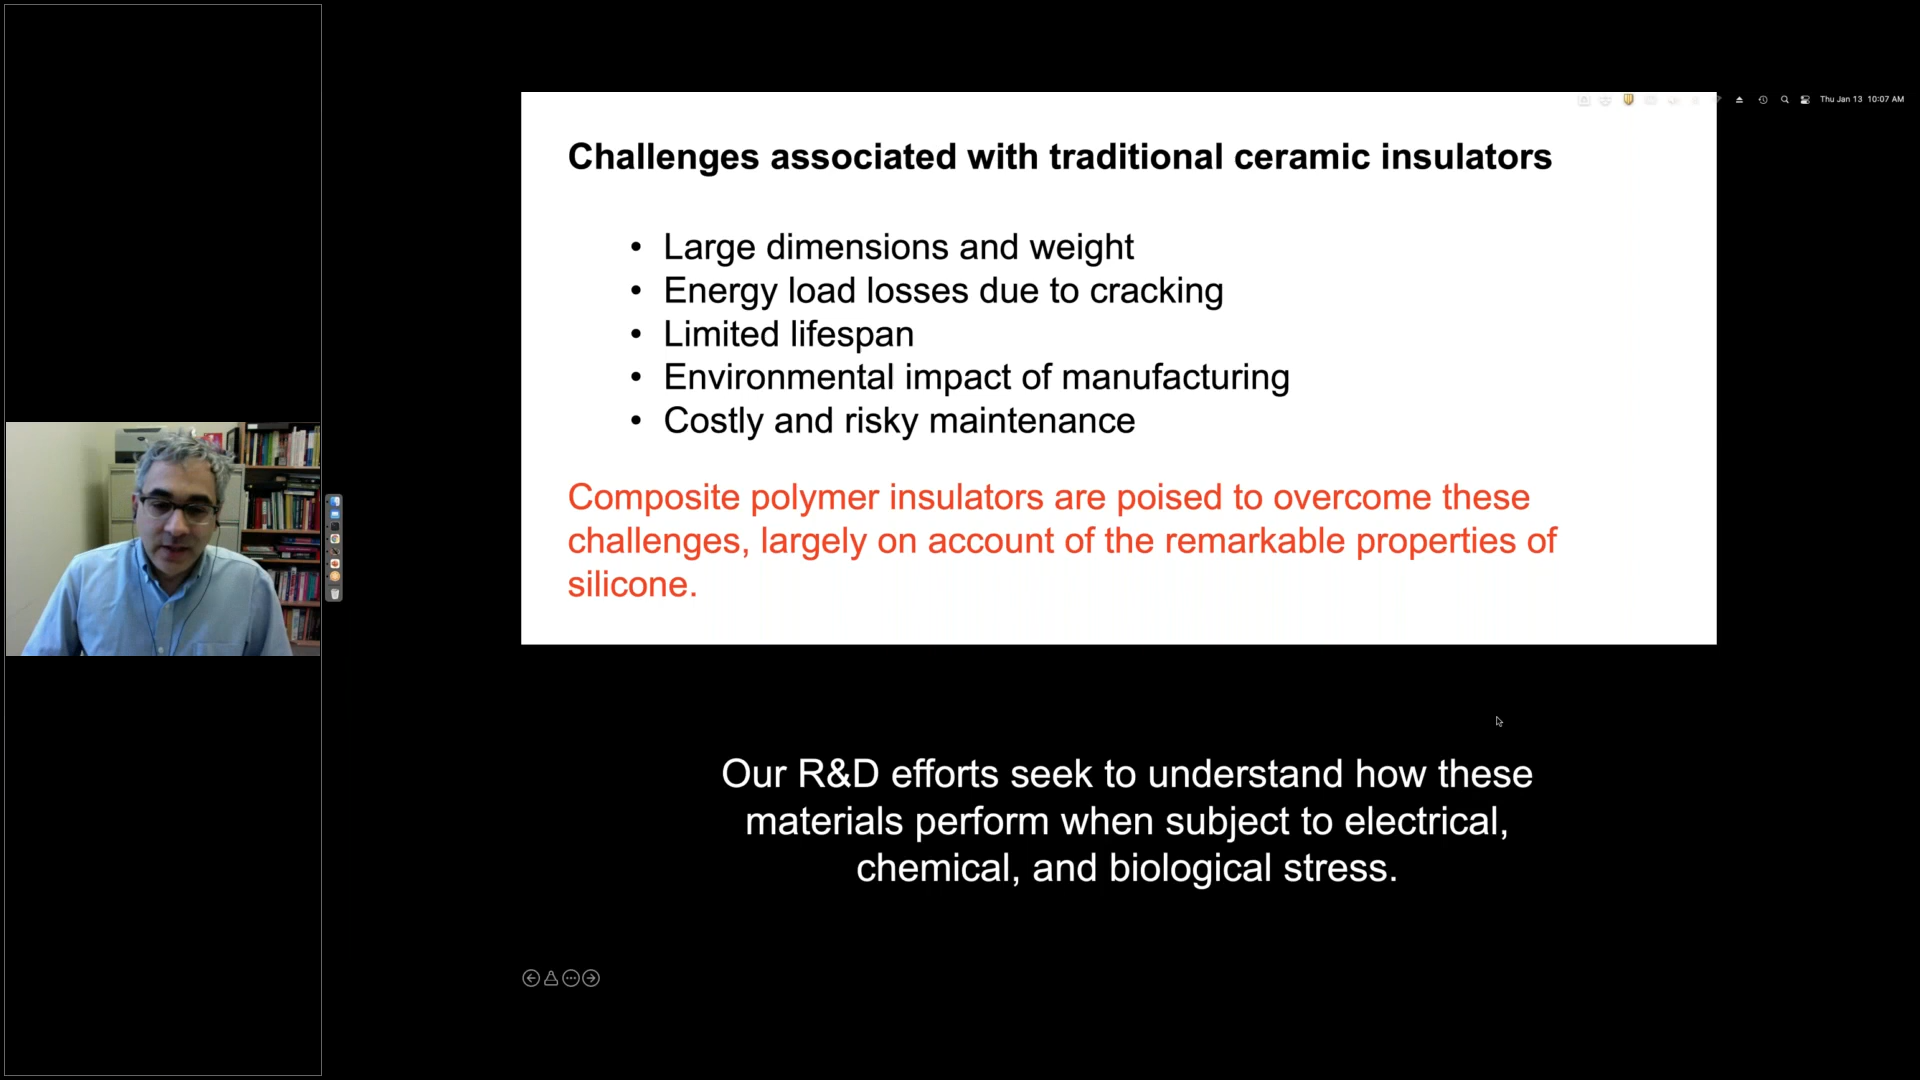 Thu Jan 13 10:07 AM
Challenges associated with traditional ceramic insulators
• Large dimensions and weight
• Energy load losses due to cracking
• Limited lifespan
• Environmental impact of manufacturing
• Costly and risky maintenance
Composite polymer insulators are poised to overcome these
challenges, largely on account of the remarkable properties of
silicone.
Our R&D efforts seek to understand how these
materials perform when subject to electrical,
chemical, and biological stress.